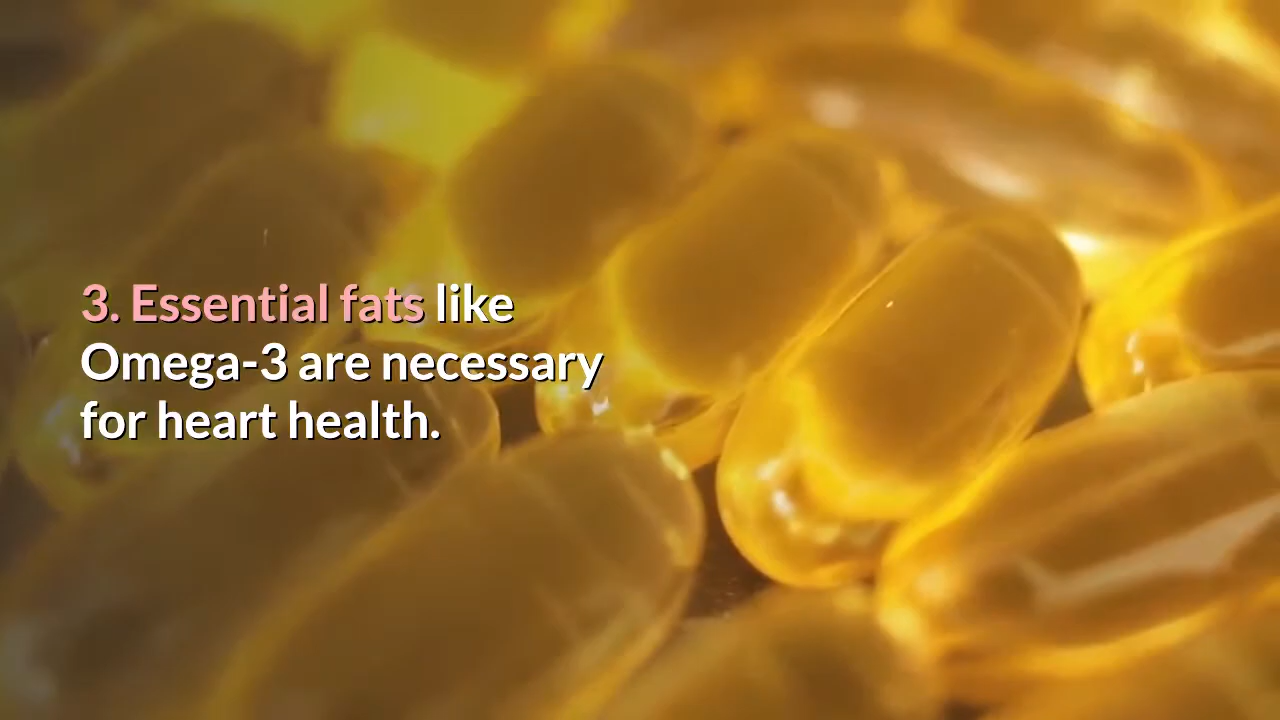 3. Essential fats like
Omega-3 are necessary
for heart health.